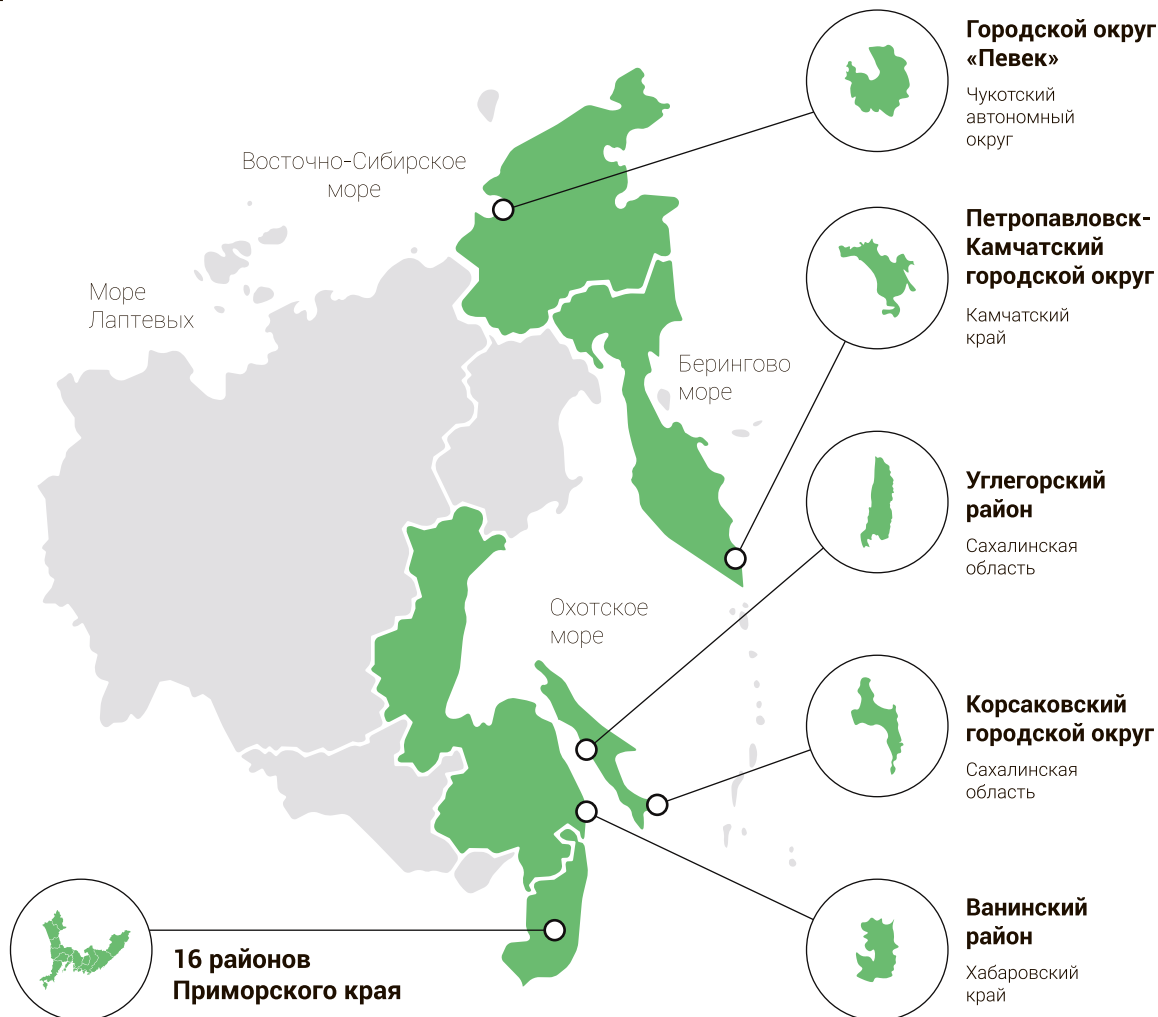 Городской округ
«Певек»
Чукотский
автономный
округ
Восточно-Сибирское
море
Петропавловск-
Камчатский
городской округ
Камчатский
край
Море
Лаптевых
Берингово
море
Углегорский
район
Сахалинская
область
Охотское
море
Корсаковский
городской округ
Сахалинская
область
Ванинский
район
Хабаровский
край
16 районов
Приморского края